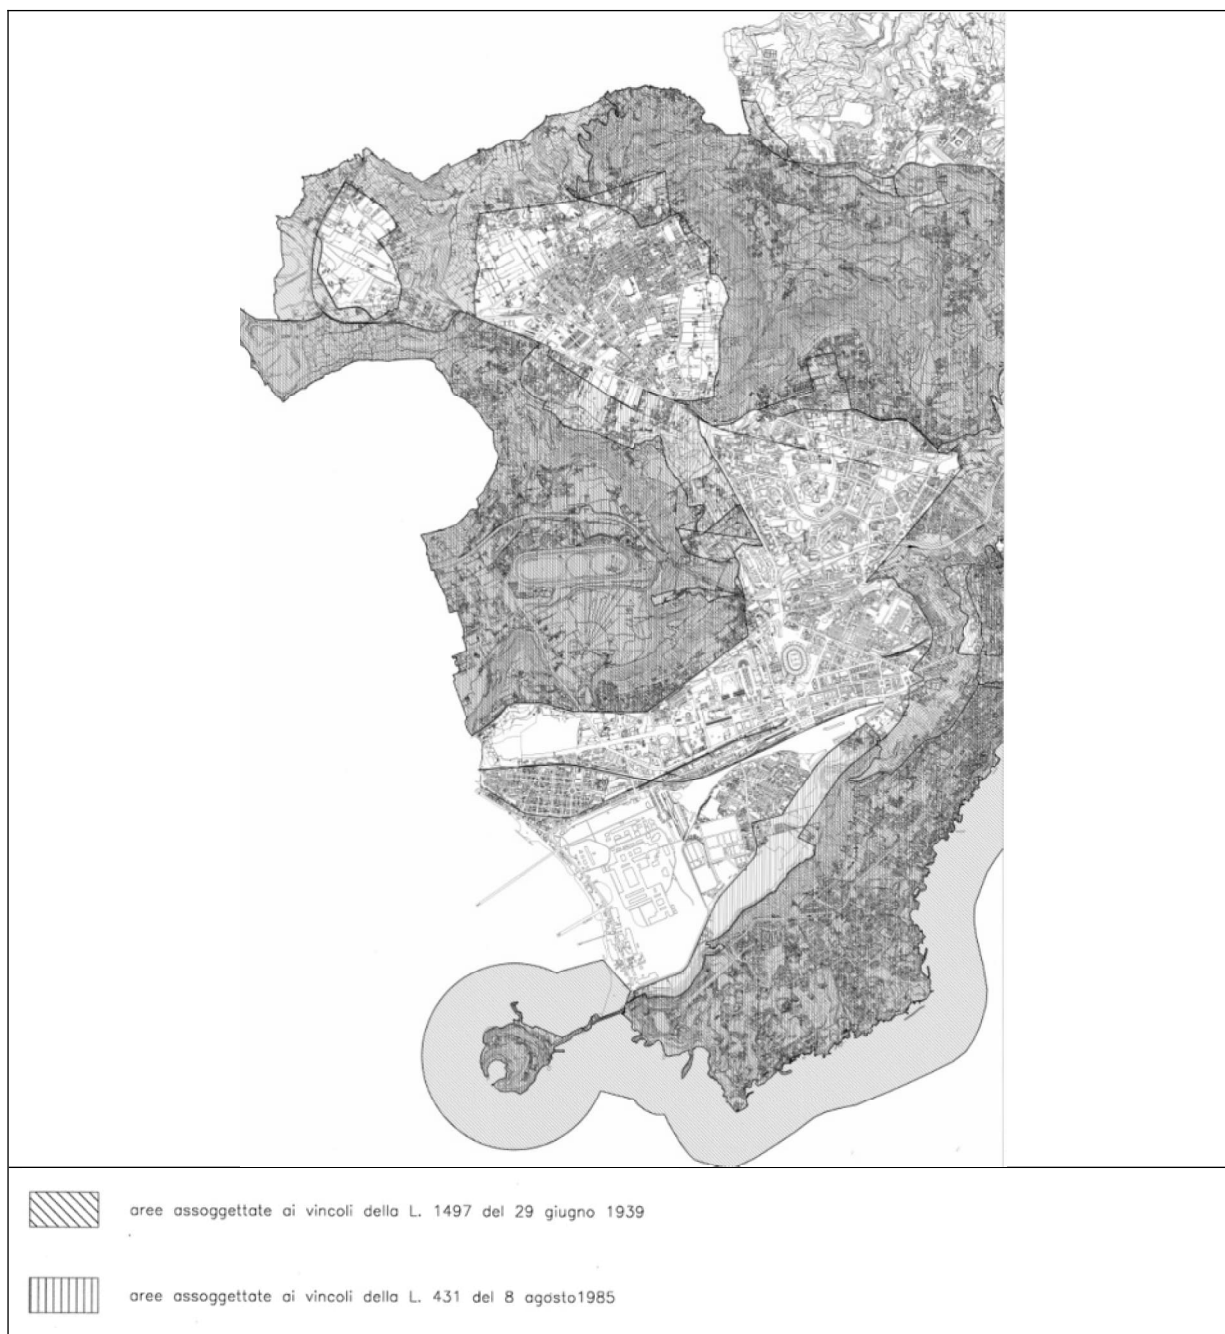 aree assoggettate ai vincoli della L. 1497 del 29 giugno 1939
aree assoggettate ai vincoli della L. 431 del 8 agosto1985